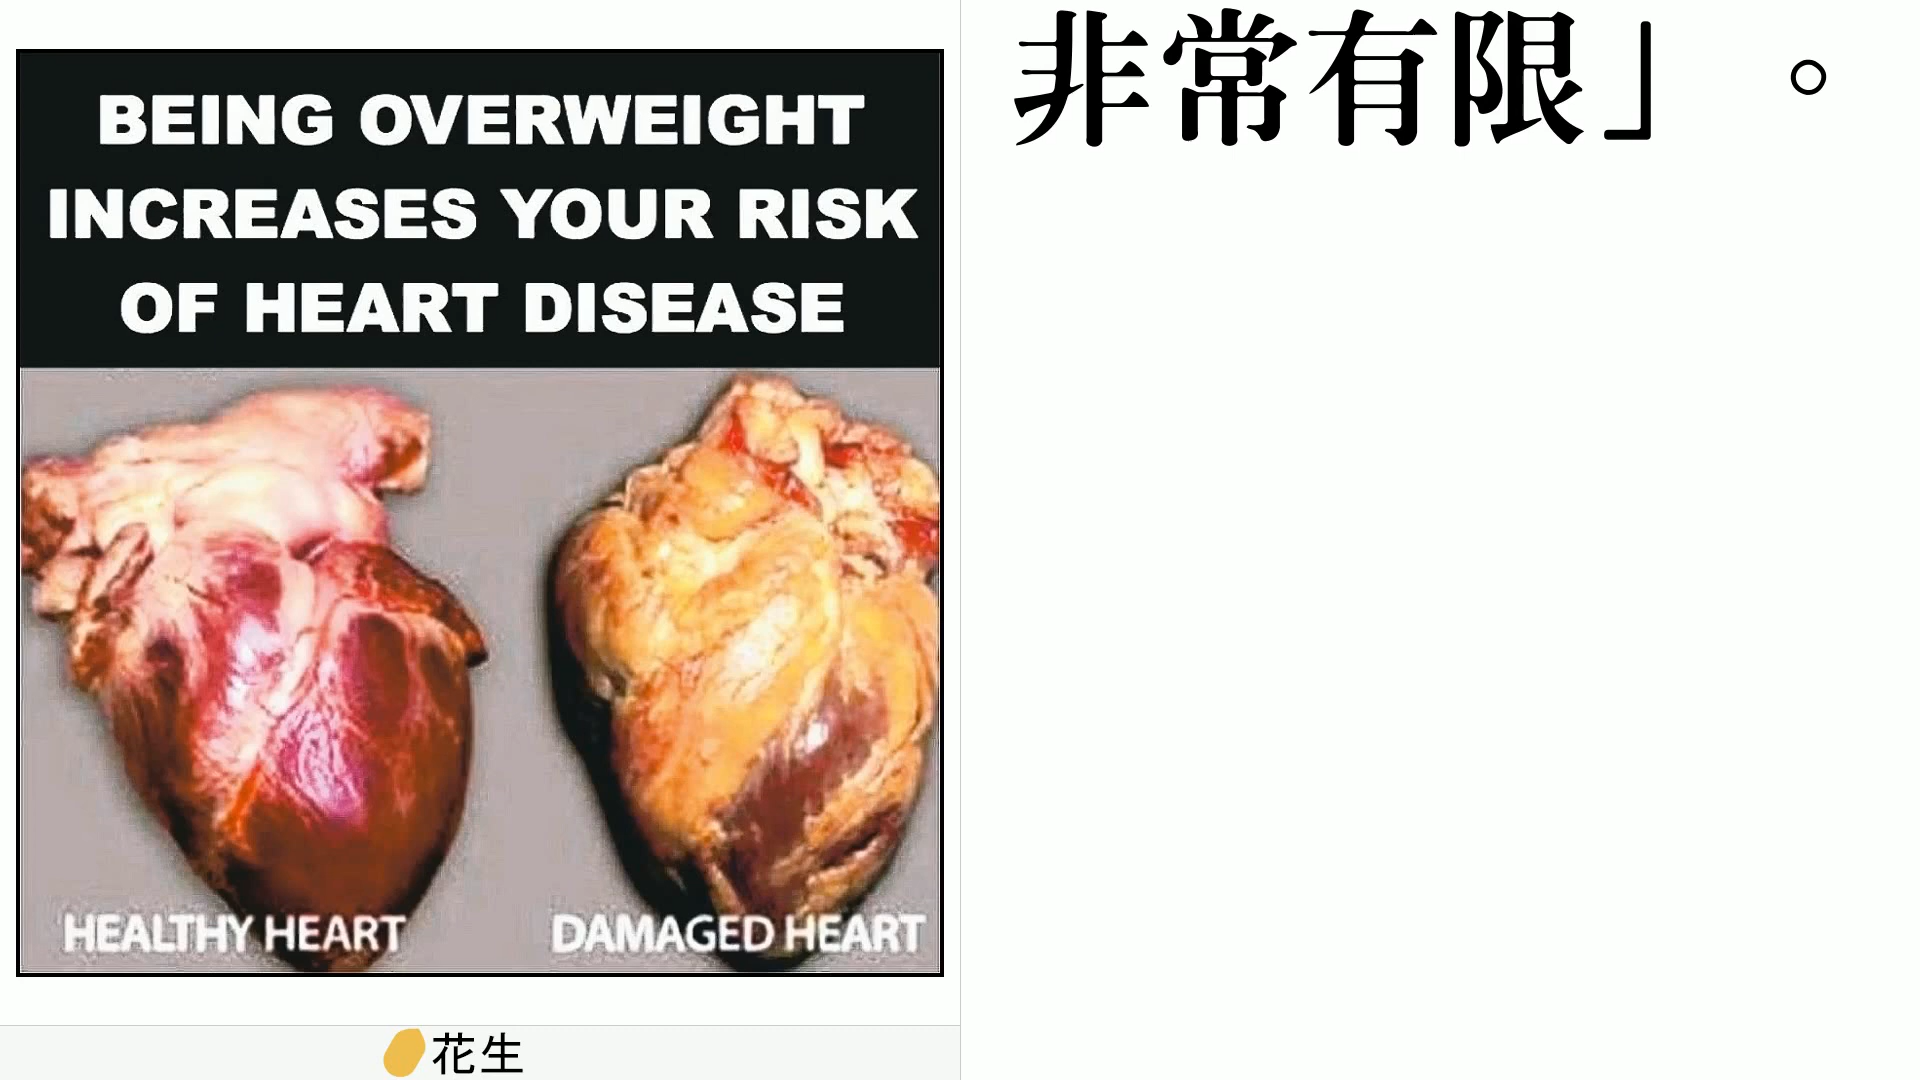 BEING OVERWEIGHT
INCREASES YOUR RISK
OF HEART DISEASE
HEALTHY HEART
DAMAGED HEART
花生
非常有限」。